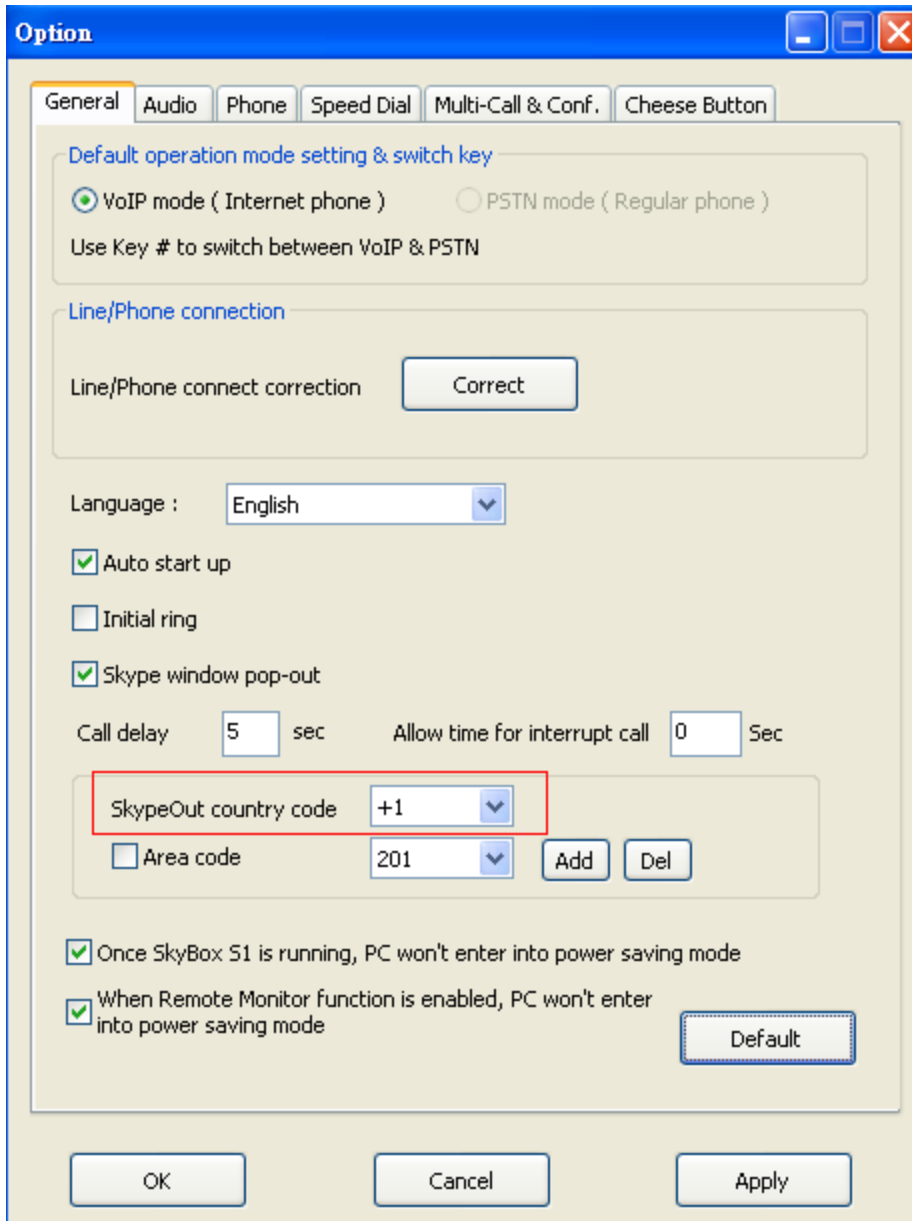 Option
General Audio Phone Speed Dial Multi-Call & Conf. Cheese Button
Default operation mode setting & switch key
VoIP mode ( Internet phone ) PSTN mode ( Regular phone )
Use Key # to switch between VoIP & PSTN
Line/Phone connection
Line/Phone connect correction Correct
Language : English
Auto start up
Initial ring
Skype window pop-out
Call delay 5 sec Allow time for interrupt call 0 Sec
SkypeOut country code +1
Area code 201 Add Del
Once SkyBox S1 is running, PC won't enter into power saving mode
When Remote Monitor function is enabled, PC won't enter
into power saving mode
Default
OK Cancel Apply